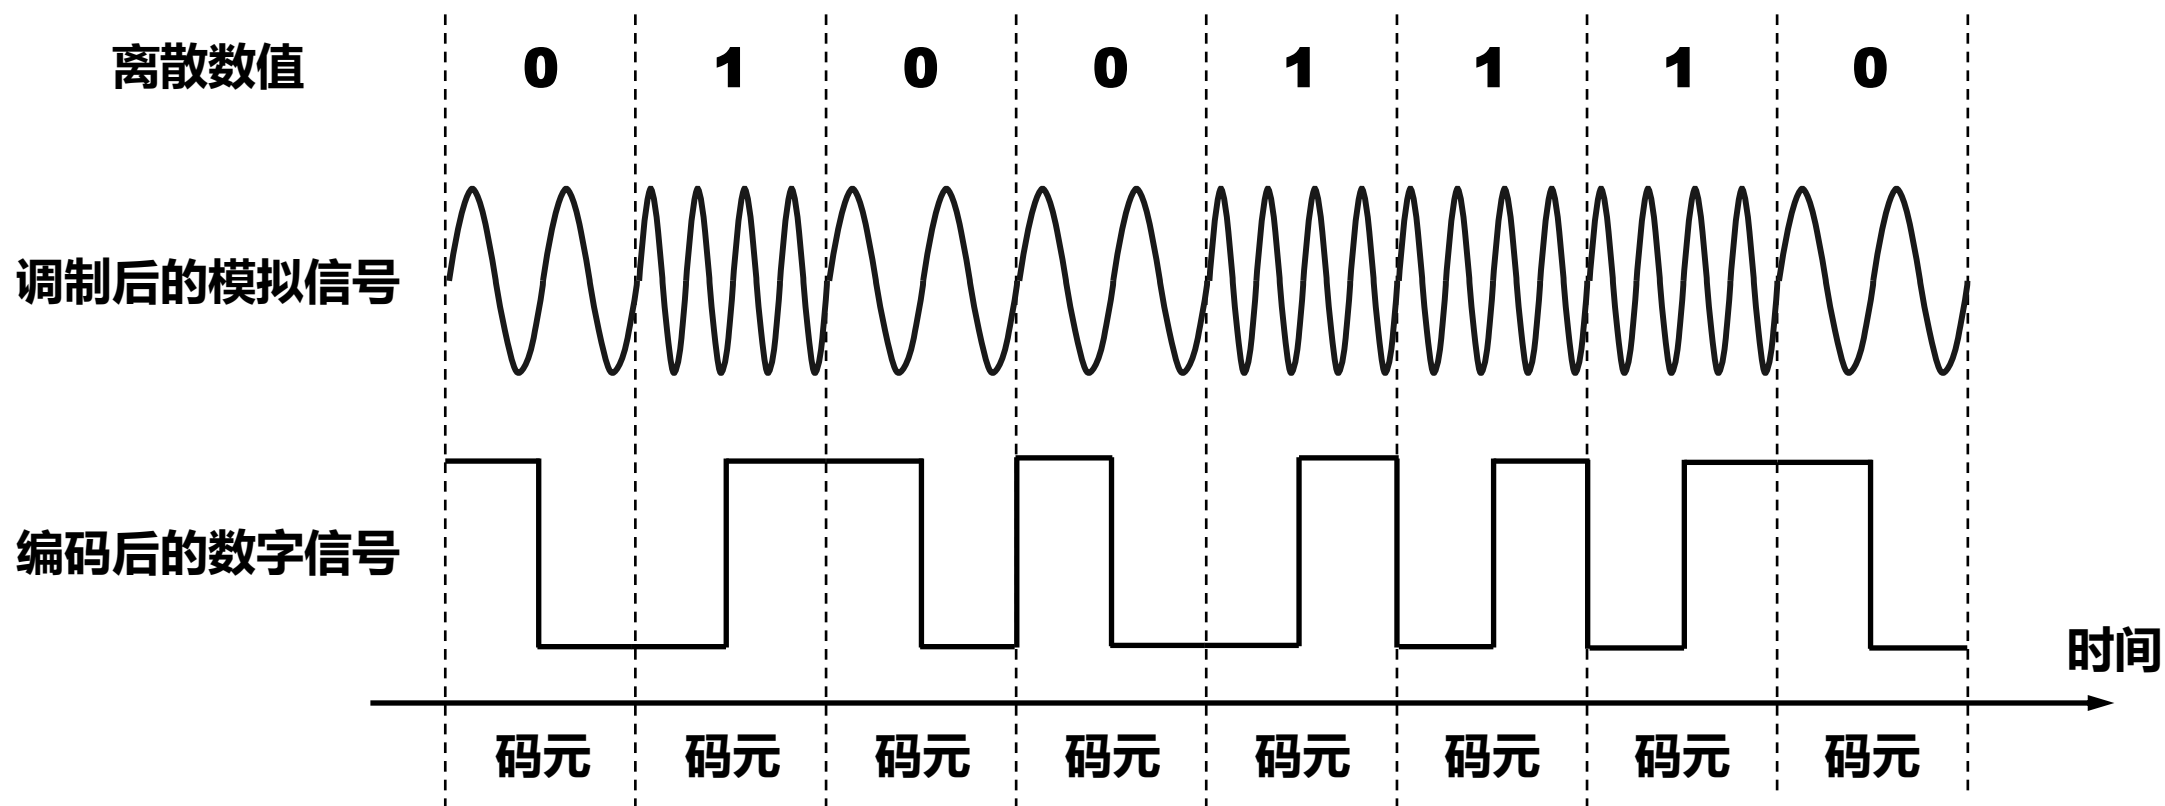 离散数值 0 1 0 0 1 1 1 0
调制后的模拟信号
编码后的数字信号
时间
码元 码元 码元 码元 码元 码元 码元 码元